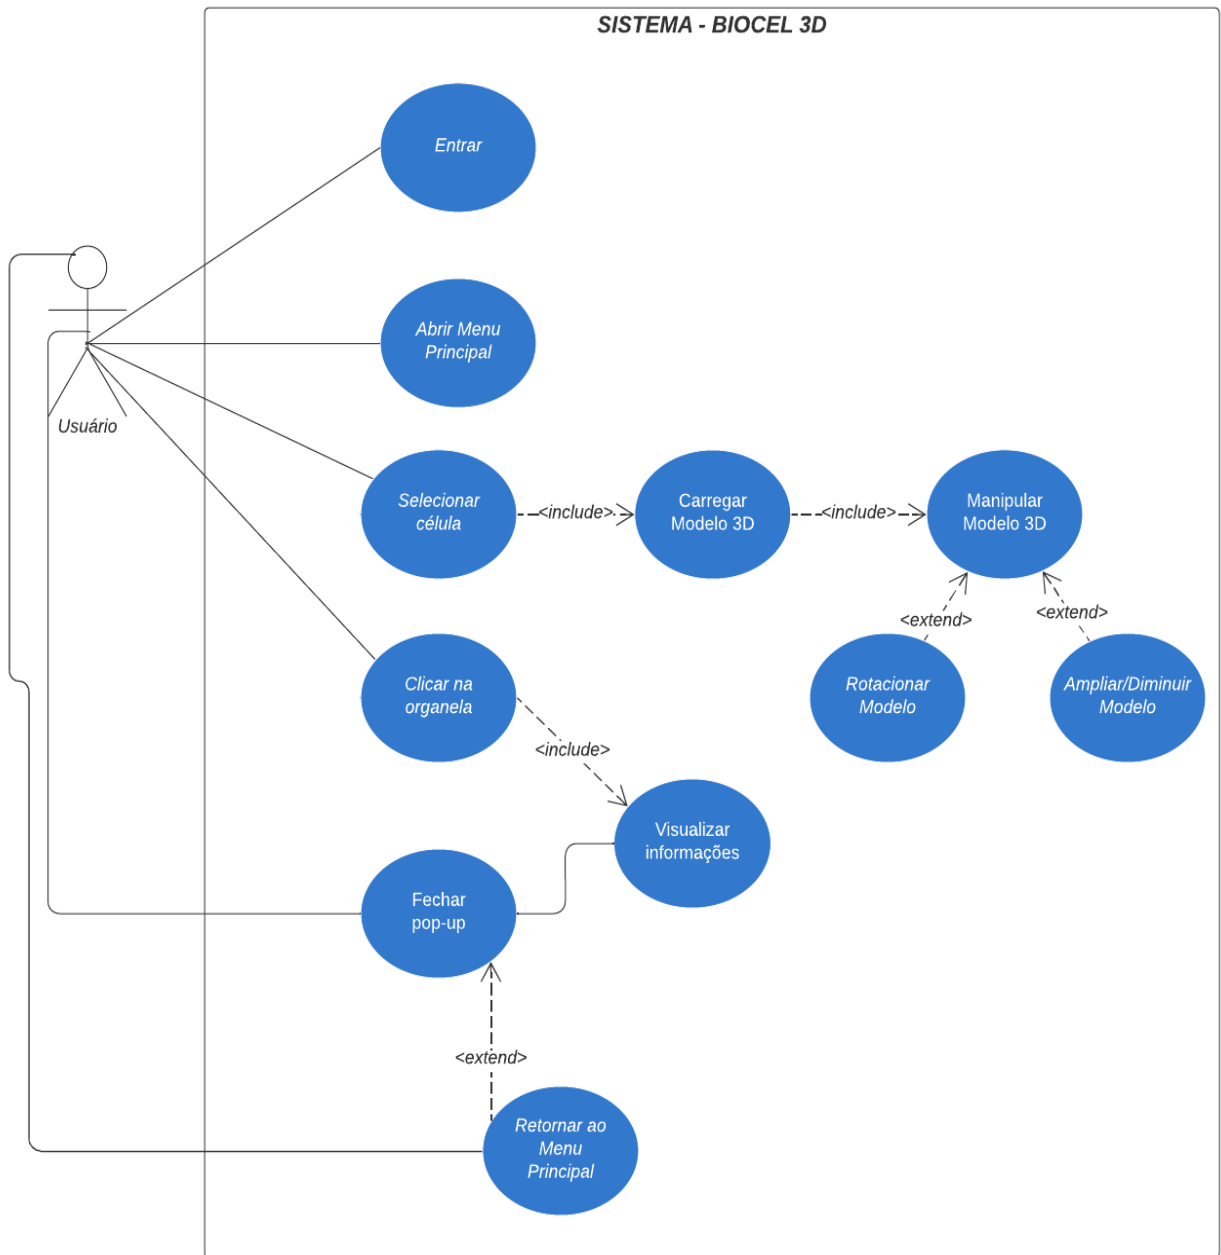 SISTEMA - BIOCEL 3D
Entrar
Abrir Menu
Principal
Usuário
Selecionar
célula
<include>
Carregar
Modelo 3D
<include>
Manipular
Modelo 3D
<extend>
<extend>
Rotacionar
Modelo
Ampliar/Diminuir
Modelo
Clicar na
organela
<include>
Visualizar
informações
Fechar
pop-up
<extend>
Retornar ao
Menu
Principal